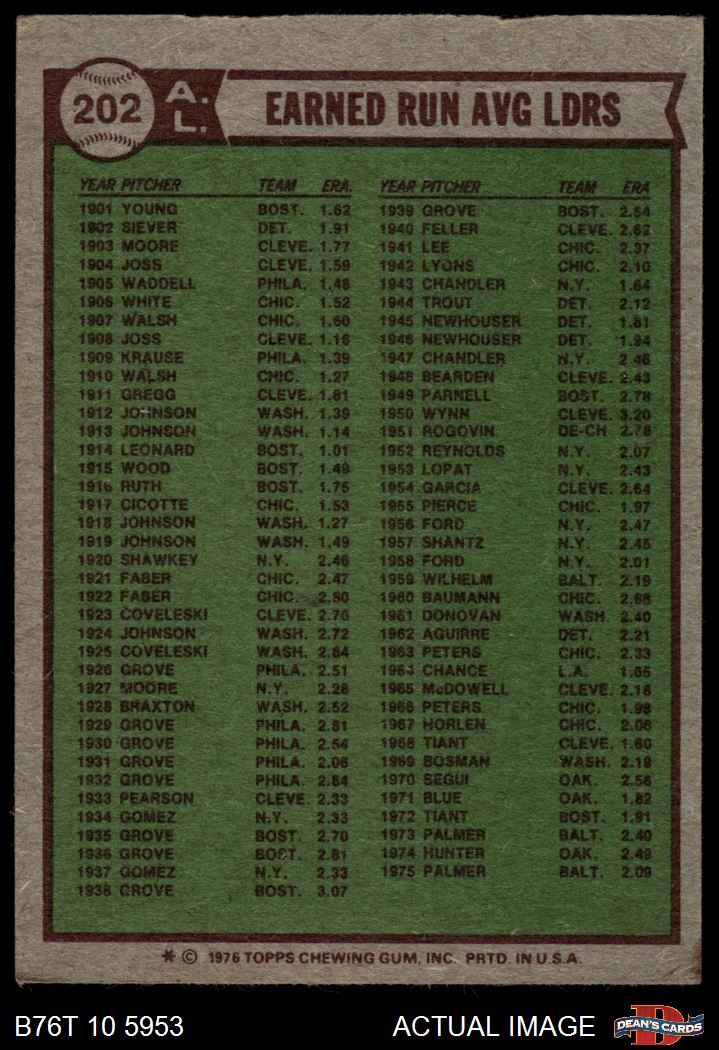 202 A. L. EARNED RUN AVG LDRS
YEAR PITCHER TEAM ERA.
1901 YOUNG BOST. 1.62
1902 SIEVER DET. 1.91
1903 MOORE CLEVE. 1.77
1904 JOSS CLEVE. 1.59
1905 WADDELL PHILA. 1.48
1906 WHITE CHIC. 1.52
1907 WALSH CHIC. 1.60
1908 JOSS CLEVE. 1.16
1909 KRAUSE PHILA. 1.39
1910 WALSH CHIC. 1.27
1911 GREGG CLEVE. 1.81
1912 JOHNSON WASH. 1.39
1913 JOHNSON WASH. 1.14
1914 LEONARD BOST. 1.01
1915 WOOD BOST. 1.49
1916 RUTH BOST. 1.75
1917 CICOTTE CHIC. 1.53
1918 JOHNSON WASH. 1.27
1919 JOHNSON WASH. 1.49
1920 SHAWKEY N.Y. 2.46
1921 FABER CHIC. 2.47
1922 FABER CHIC. 2.80
1923 COVELESKI CLEVE. 2.76
1924 JOHNSON WASH. 2.72
1925 COVELESKI WASH. 2.84
1926 GROVE PHILA. 2.51
1927 MOORE N.Y. 2.28
1928 BRAXTON WASH. 2.52
1929 GROVE PHILA. 2.81
1930 GROVE PHILA. 2.54
1931 GROVE PHILA. 2.06
1932 GROVE PHILA. 2.84
1933 PEARSON CLEVE. 2.33
1934 GOMEZ N.Y. 2.33
1935 GROVE BOST. 2.70
1936 GROVE BOST. 2.81
1937 GOMEZ N.Y. 2.33
1938 GROVE BOST. 3.07
YEAR PITCHER TEAM ERA
1939 GROVE BOST. 2.54
1940 FELLER CLEVE. 2.62
1941 LEE CHIC. 2.37
1942 LYONS CHIC. 2.10
1943 CHANDLER N.Y. 1.64
1944 TROUT DET. 2.12
1945 NEWHOUSER DET. 1.81
1946 NEWHOUSER DET. 1.94
1947 CHANDLER N.Y. 2.46
1948 BEARDEN CLEVE. 2.43
1949 PARNELL BOST. 2.78
1950 WYNN CLEVE. 3.20
1951 ROGOVIN DE-CH 2.78
1952 REYNOLDS N.Y. 2.07
1953 LOPAT N.Y. 2.43
1954 GARCIA CLEVE. 2.64
1955 PIERCE CHIC. 1.97
1956 FORD N.Y. 2.47
1957 SHANTZ N.Y. 2.45
1958 FORD N.Y. 2.01
1959 WILHELM BALT. 2.19
1960 BAUMANN CHIC. 2.68
1961 DONOVAN WASH. 2.40
1962 AGUIRRE DET. 2.21
1963 PETERS CHIC. 2.33
1964 CHANCE L.A. 1.65
1965 McDOWELL CLEVE. 2.18
1966 PETERS CHIC. 1.98
1967 HORLEN CHIC. 2.06
1968 TIANT CLEVE. 1.60
1969 BOSMAN WASH. 2.19
1970 SEGUI OAK. 2.56
1971 BLUE OAK. 1.82
1972 TIANT BOST. 1.91
1973 PALMER BALT. 2.40
1974 HUNTER OAK. 2.49
1975 PALMER BALT. 2.09
* © 1976 TOPPS CHEWING GUM, INC. PRTD. IN U.S.A.
B76T 10 5953 ACTUAL IMAGE DEAN'S CARDS